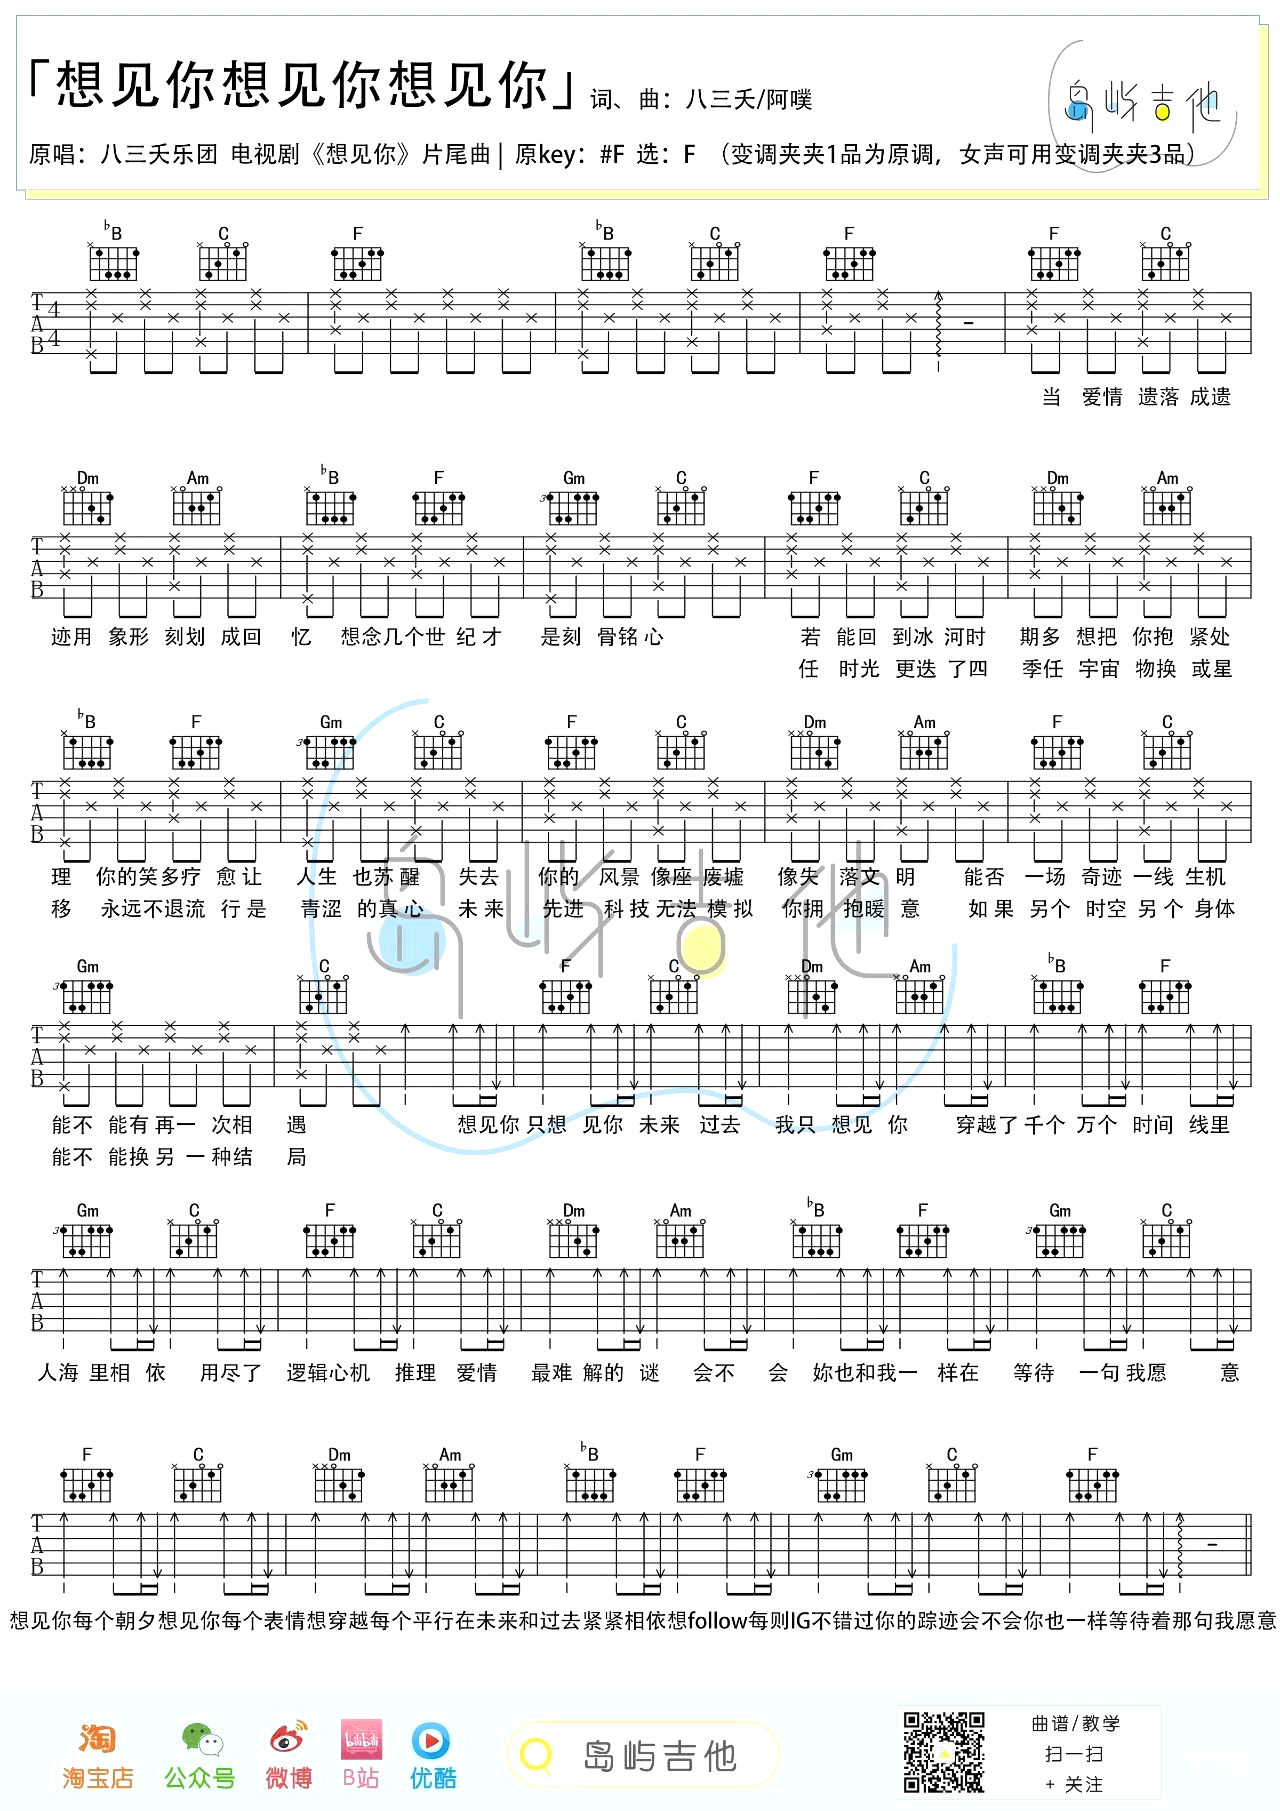 「想见你想见你想见你」 词、曲：八三夭/阿噗
岛屿吉他
原唱：八三夭乐团 电视剧《想见你》片尾曲 | 原key：#F 选：F （变调夹夹1品为原调，女声可用变调夹夹3品）
♭B C F ♭B C F F C
TAB 4/4
当 爱情 遗落 成遗
Dm Am ♭B F Gm C F C Dm Am
3
TAB
迹用 象形 刻划 成回 忆 想念几个世 纪才 是刻 骨铭心 若 能回 到冰 河时 期多 想把 你抱 紧处
任 时光 更迭 了四 季任 宇宙 物换 或星
♭B F Gm C F C Dm Am F C
3
TAB
理 你的笑多疗 愈让 人生 也苏醒 失去 你的 风景 像座 废墟 像失 落文 明 能否 一场 奇迹 一线 生机
移 永远不退流 行是 青涩 的真心 未来 先进 科技 无法 模拟 你拥 抱暖 意 如果 另个 时空 另个 身体
岛屿吉他
Gm C F C Dm Am ♭B F
3
TAB
能不 能有 再一 次相 遇 想见你 只想 见你 未来 过去 我只 想见 你 穿越了 千个 万个 时间 线里
能不 能换 另 一种结 局
Gm C F C Dm Am ♭B F Gm C
3 3
TAB
人海 里相 依 用尽了 逻辑心机 推理 爱情 最难 解的 谜 会不 会 妳也和我一 样在 等待 一句我愿 意
F C Dm Am ♭B F Gm C F
3
TAB
想见你每个朝夕想见你每个表情想穿越每个平行在未来和过去紧紧相依想follow每则IG不错过你的踪迹会不会你也一样等待着那句我愿意
淘
bilibili
淘宝店 公众号 微博 B站 优酷
岛屿吉他
曲谱/教学
扫一扫
+ 关注